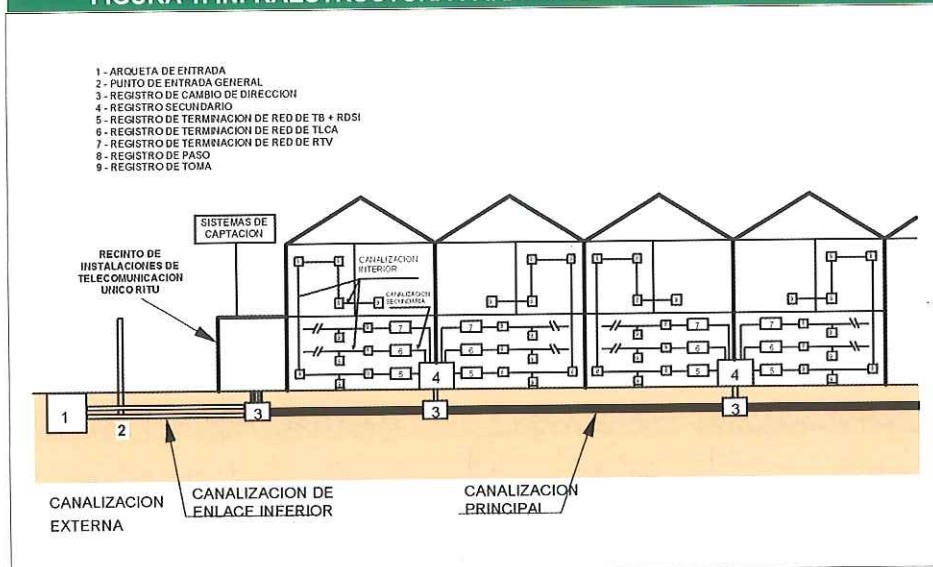 1 - ARQUETA DE ENTRADA
2 - PUNTO DE ENTRADA GENERAL
3 - REGISTRO DE CAMBIO DE DIRECCION
4 - REGISTRO SECUNDARIO
5 - REGISTRO DE TERMINACION DE RED DE TB + RDSI
6 - REGISTRO DE TERMINACION DE RED DE TLCA
7 - REGISTRO DE TERMINACION DE RED DE RTV
8 - REGISTRO DE PASO
9 - REGISTRO DE TOMA
SISTEMAS DE
CAPTACION
RECINTO DE
INSTALACIONES DE
TELECOMUNICACION
UNICO RITU
CANALIZACION
INTERIOR
CANALIZACION
SECUNDARIA
7 7 7 7
6 6 6 6
5 5 5 5
4 4
1 2 3 3 3
CANALIZACION
EXTERNA
CANALIZACION DE
ENLACE INFERIOR
CANALIZACION
PRINCIPAL